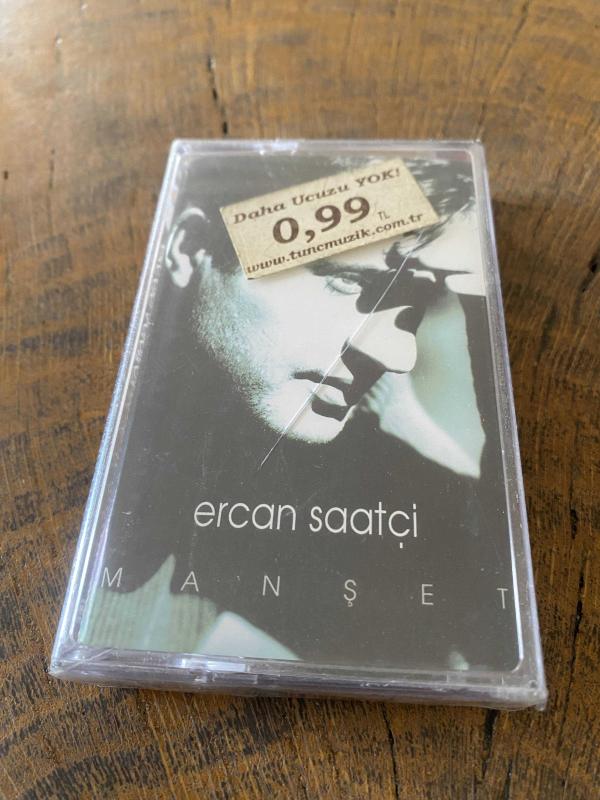 Daha Ucuzu YOK!
0,99 TL
www.tuncmuzik.com.tr
ercan saatçi
MANŞET